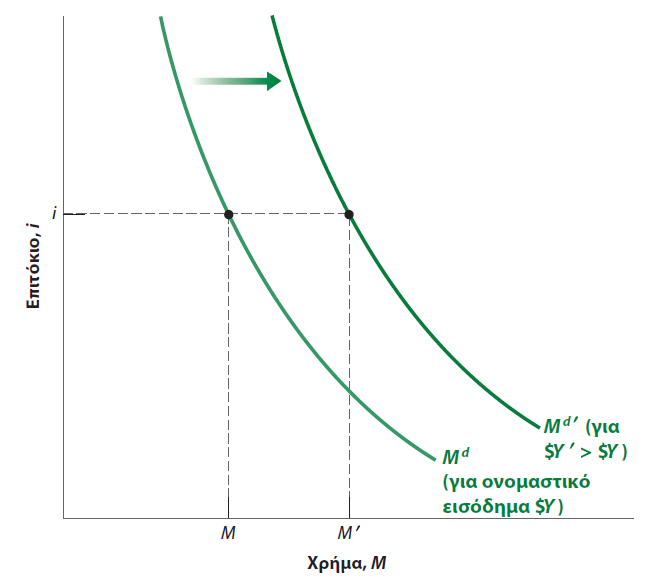 i
Επιτόκιο, i
M d′ (για
$Y ′ > $Y )
M d
(για ονομαστικό
εισόδημα $Y )
M
M ′
Χρήμα, M